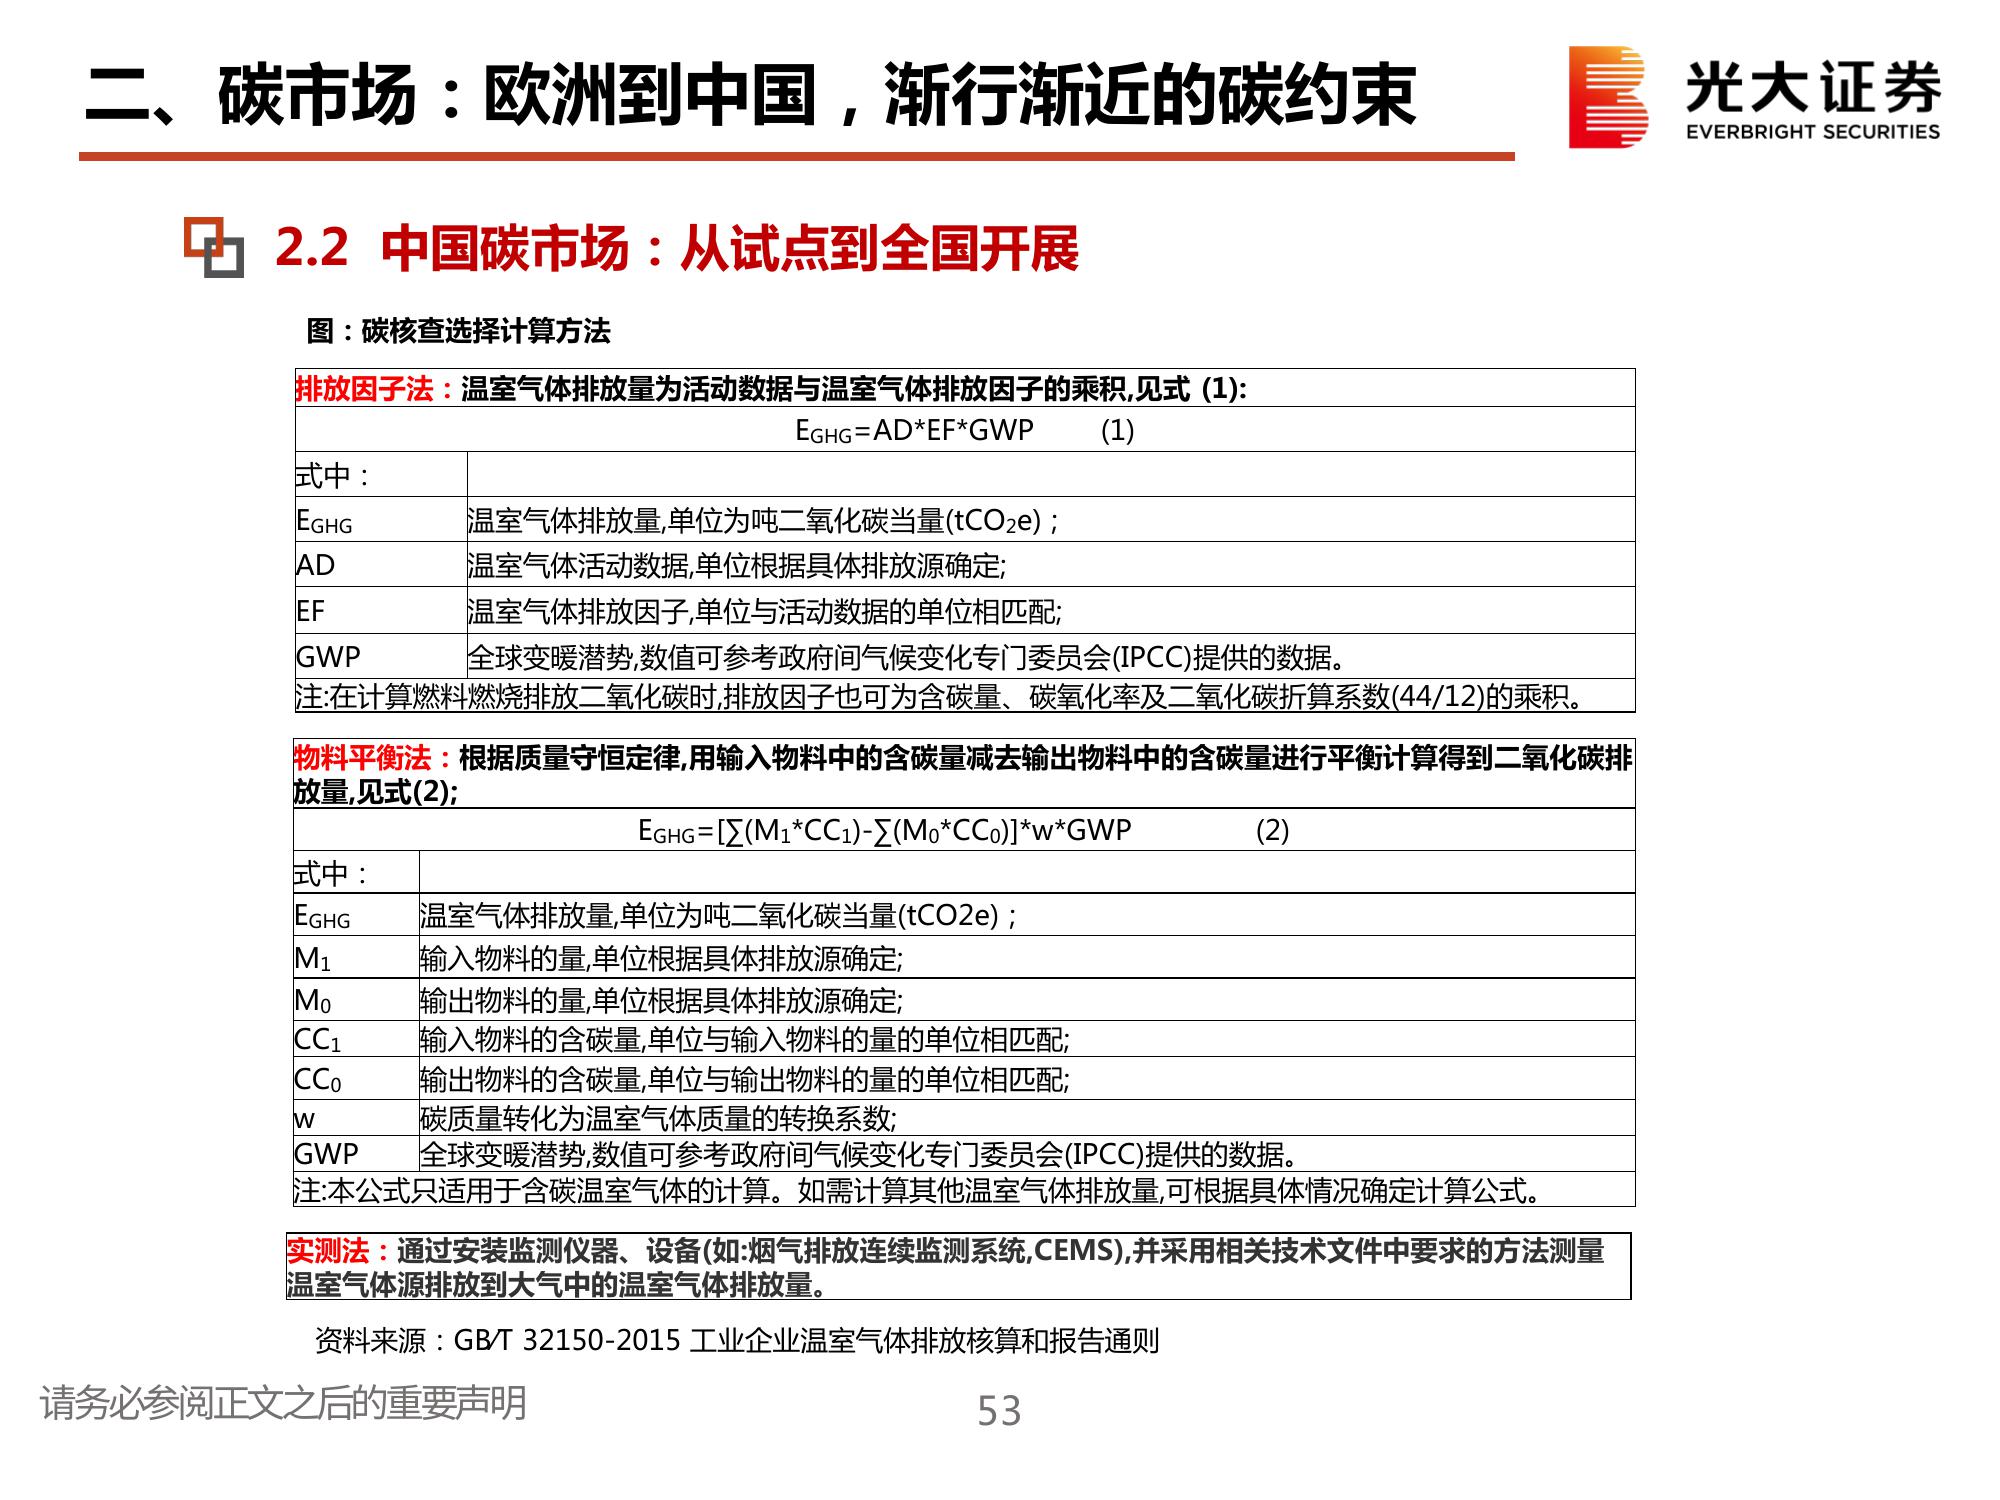 二、碳市场：欧洲到中国，渐行渐近的碳约束
光大证券
EVERBRIGHT SECURITIES
2.2 中国碳市场：从试点到全国开展
图：碳核查选择计算方法
排放因子法：温室气体排放量为活动数据与温室气体排放因子的乘积,见式 (1):
E_GHG=AD*EF*GWP (1)
式中：
E_GHG 温室气体排放量,单位为吨二氧化碳当量(tCO₂e)；
AD 温室气体活动数据,单位根据具体排放源确定;
EF 温室气体排放因子,单位与活动数据的单位相匹配;
GWP 全球变暖潜势,数值可参考政府间气候变化专门委员会(IPCC)提供的数据。
注:在计算燃料燃烧排放二氧化碳时,排放因子也可为含碳量、碳氧化率及二氧化碳折算系数(44/12)的乘积。
物料平衡法：根据质量守恒定律,用输入物料中的含碳量减去输出物料中的含碳量进行平衡计算得到二氧化碳排
放量,见式(2);
E_GHG=[∑(M₁*CC₁)-∑(M₀*CC₀)]*w*GWP (2)
式中：
E_GHG 温室气体排放量,单位为吨二氧化碳当量(tCO2e)；
M₁ 输入物料的量,单位根据具体排放源确定;
M₀ 输出物料的量,单位根据具体排放源确定;
CC₁ 输入物料的含碳量,单位与输入物料的量的单位相匹配;
CC₀ 输出物料的含碳量,单位与输出物料的量的单位相匹配;
w 碳质量转化为温室气体质量的转换系数;
GWP 全球变暖潜势,数值可参考政府间气候变化专门委员会(IPCC)提供的数据。
注:本公式只适用于含碳温室气体的计算。如需计算其他温室气体排放量,可根据具体情况确定计算公式。
实测法：通过安装监测仪器、设备(如:烟气排放连续监测系统,CEMS),并采用相关技术文件中要求的方法测量
温室气体源排放到大气中的温室气体排放量。
资料来源：GB/T 32150-2015 工业企业温室气体排放核算和报告通则
请务必参阅正文之后的重要声明
53